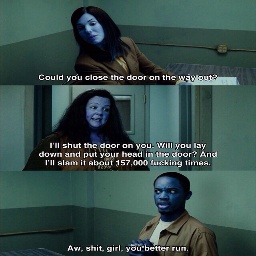 Could you close the door on the way out?
I'll shut the door on you. Will you lay
down and put your head in the door? And
I'll slam it about 157,000 fucking times.
Aw, shit, girl, you better run.